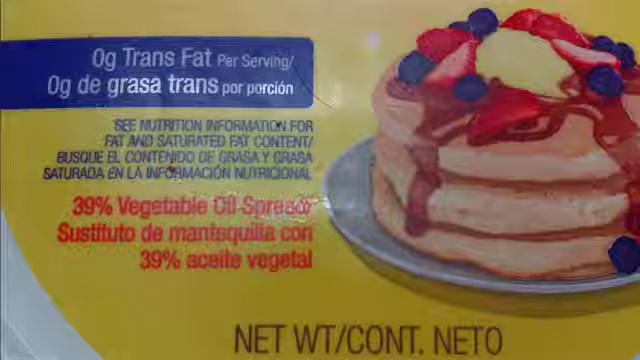 0g Trans Fat Per Serving/
0g de grasa trans por porción
SEE NUTRITION INFORMATION FOR
FAT AND SATURATED FAT CONTENT/
BUSQUE EL CONTENIDO DE GRASA Y GRASA
SATURADA EN LA INFORMACIÓN NUTRICIONAL
39% Vegetable Oil Spread/
Sustituto de mantequilla con
39% aceite vegetal
NET WT/CONT. NETO